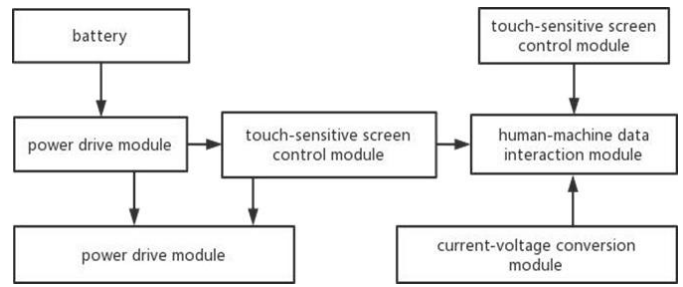 battery
touch-sensitive screen
control module
power drive module
touch-sensitive screen
control module
human-machine data
interaction module
power drive module
current-voltage conversion
module